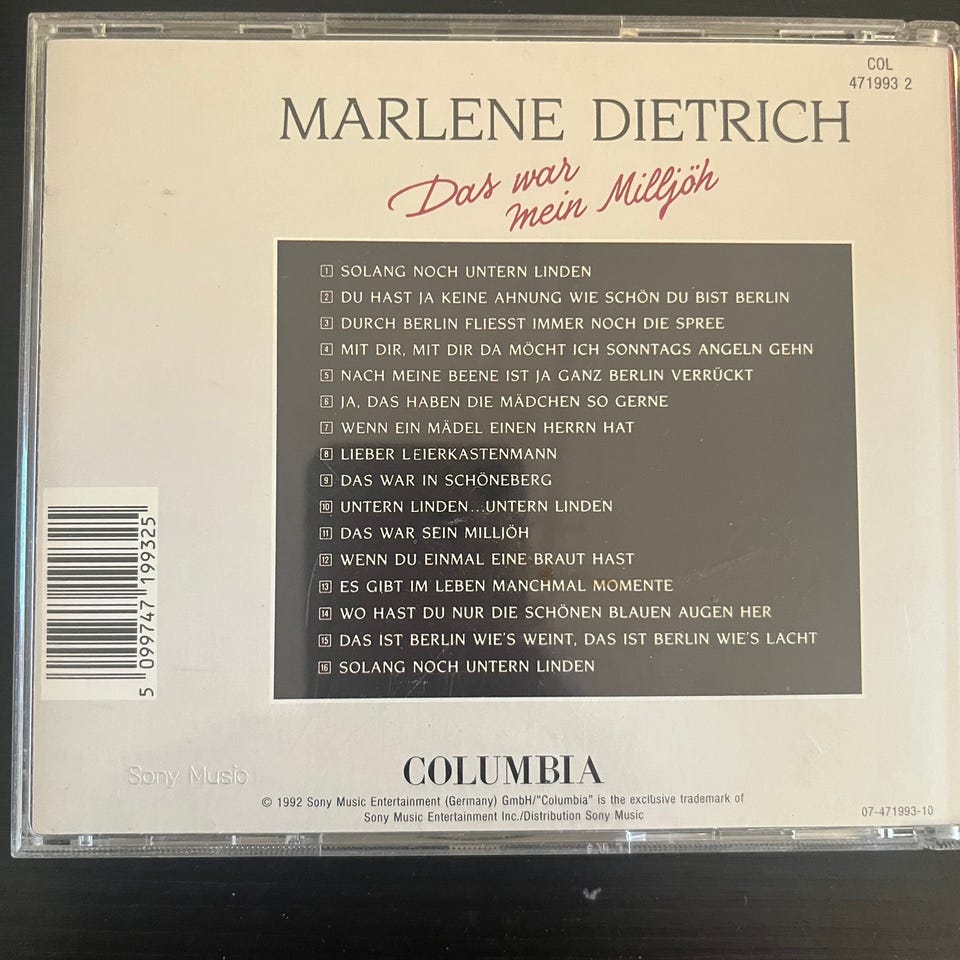 COL
471993 2
MARLENE DIETRICH
Das war
mein Milljöh
1 SOLANG NOCH UNTERN LINDEN
2 DU HAST JA KEINE AHNUNG WIE SCHÖN DU BIST BERLIN
3 DURCH BERLIN FLIESST IMMER NOCH DIE SPREE
4 MIT DIR, MIT DIR DA MÖCHT ICH SONNTAGS ANGELN GEHN
5 NACH MEINE BEENE IST JA GANZ BERLIN VERRÜCKT
6 JA, DAS HABEN DIE MÄDCHEN SO GERNE
7 WENN EIN MÄDEL EINEN HERRN HAT
8 LIEBER LEIERKASTENMANN
9 DAS WAR IN SCHÖNEBERG
10 UNTERN LINDEN...UNTERN LINDEN
11 DAS WAR SEIN MILLJÖH
12 WENN DU EINMAL EINE BRAUT HAST
13 ES GIBT IM LEBEN MANCHMAL MOMENTE
14 WO HAST DU NUR DIE SCHÖNEN BLAUEN AUGEN HER
15 DAS IST BERLIN WIE'S WEINT, DAS IST BERLIN WIE'S LACHT
16 SOLANG NOCH UNTERN LINDEN
5 099747 199325
Sony Music
COLUMBIA
© 1992 Sony Music Entertainment (Germany) GmbH/"Columbia" is the exclusive trademark of
Sony Music Entertainment Inc./Distribution Sony Music
07-471993-10